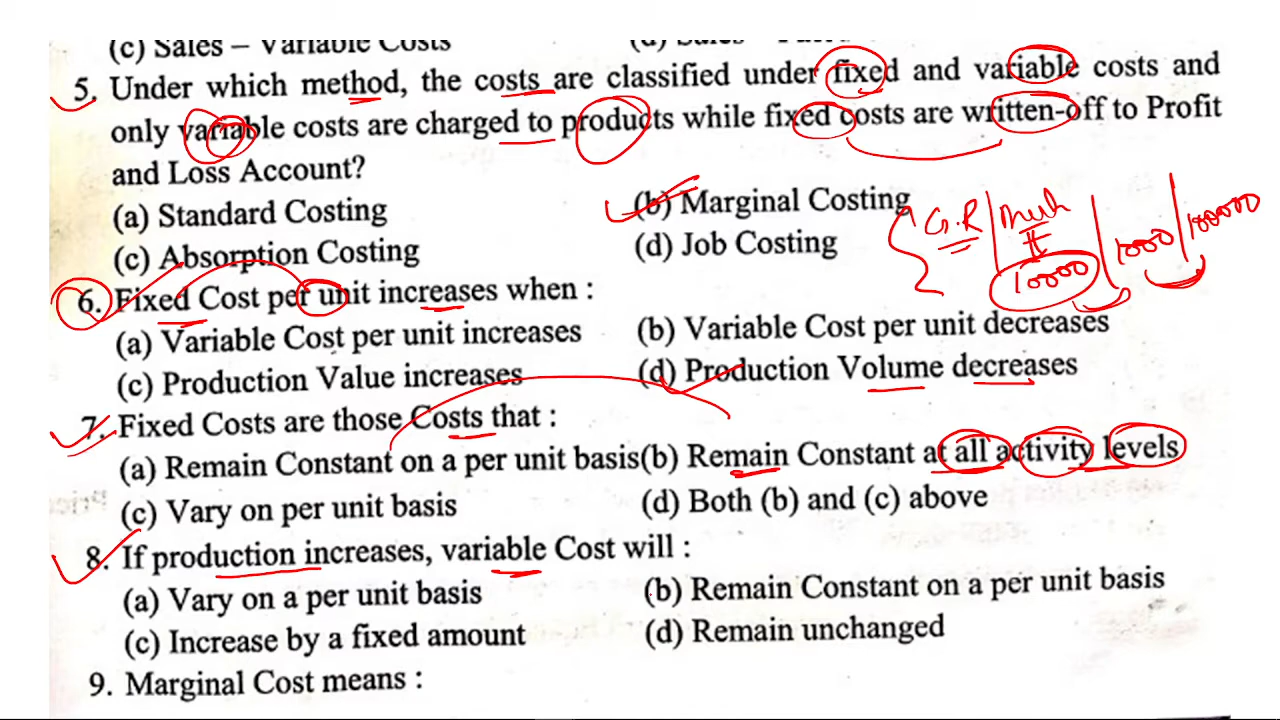 (c) Sales – Variable Costs (d) Sales –
5. Under which method, the costs are classified under fixed and variable costs and
only variable costs are charged to products while fixed costs are written-off to Profit
and Loss Account?
(a) Standard Costing (b) Marginal Costing
(c) Absorption Costing (d) Job Costing
G.R
10000 1000 100000
6. Fixed Cost per unit increases when :
(a) Variable Cost per unit increases (b) Variable Cost per unit decreases
(c) Production Value increases (d) Production Volume decreases
7. Fixed Costs are those Costs that :
(a) Remain Constant on a per unit basis (b) Remain Constant at all activity levels
(c) Vary on per unit basis (d) Both (b) and (c) above
8. If production increases, variable Cost will :
(a) Vary on a per unit basis (b) Remain Constant on a per unit basis
(c) Increase by a fixed amount (d) Remain unchanged
9. Marginal Cost means :